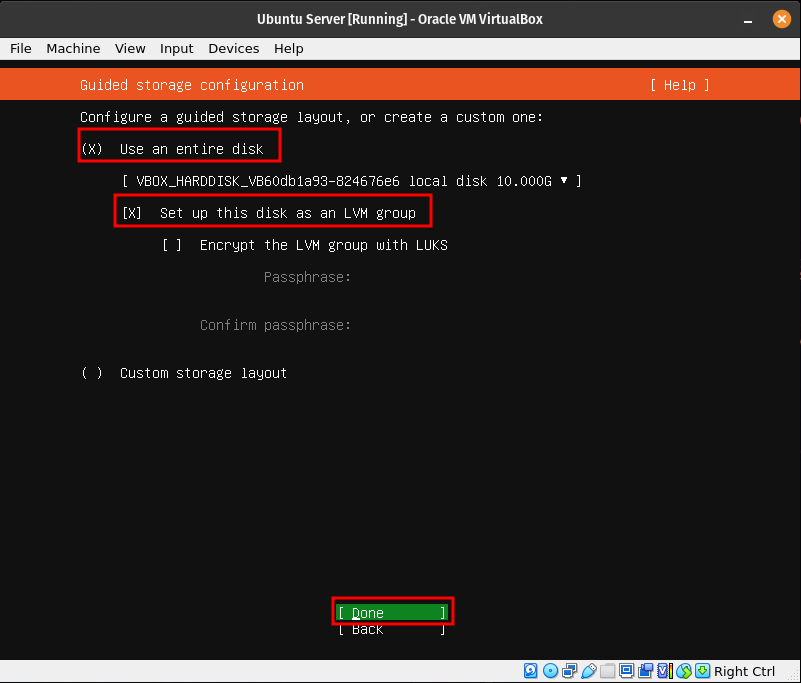 Ubuntu Server [Running] - Oracle VM VirtualBox
File Machine View Input Devices Help
Guided storage configuration [ Help ]
Configure a guided storage layout, or create a custom one:
(X) Use an entire disk
[ VBOX_HARDDISK_VB60db1a93-824676e6 local disk 10.000G ▾ ]
[X] Set up this disk as an LVM group
[ ] Encrypt the LVM group with LUKS
Passphrase:
Confirm passphrase:
( ) Custom storage layout
[ Done ]
[ Back ]
Right Ctrl